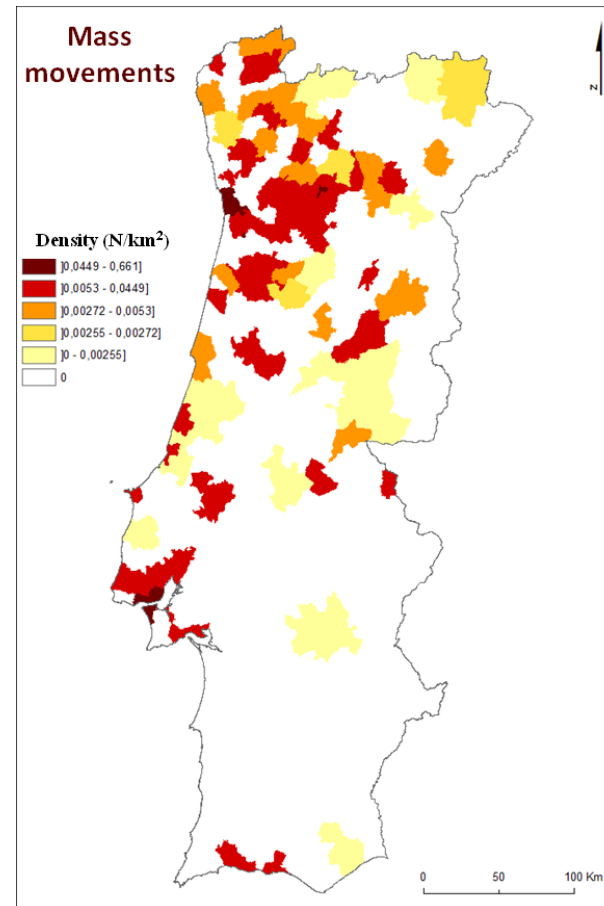 Mass
movements
N
Density (N/km²)
]0,0449 - 0,661]
]0,0053 - 0,0449]
]0,00272 - 0,0053]
]0,00255 - 0,00272]
]0 - 0,00255]
0
0 50 100 Km